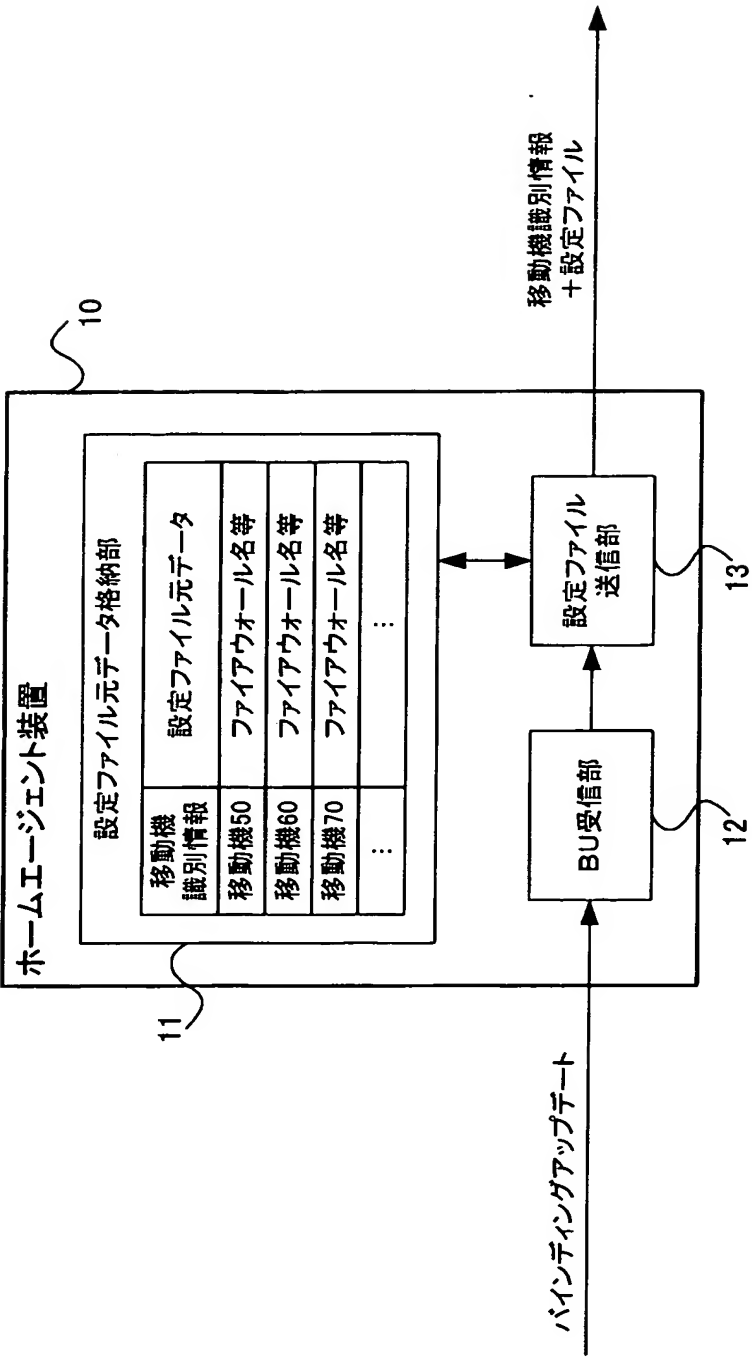 ホームエージェント装置
10
設定ファイル元データ格納部
移動機
識別情報
設定ファイル元データ
移動機50
ファイアウォール名等
移動機60
ファイアウォール名等
移動機70
ファイアウォール名等
⋮
⋮
11
バインディングアップデート
BU受信部
12
設定ファイル
送信部
13
移動機識別情報
＋設定ファイル